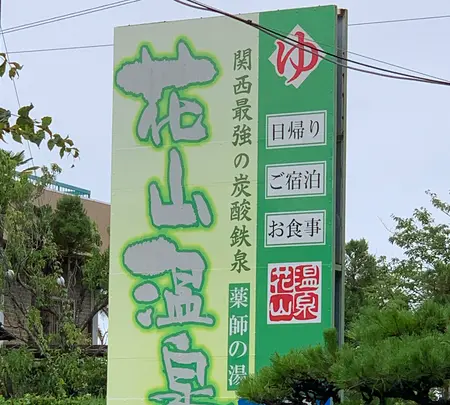 花山温泉
関西最強の炭酸鉄泉
薬師の湯
ゆ
日帰り
ご宿泊
お食事
花山
温泉